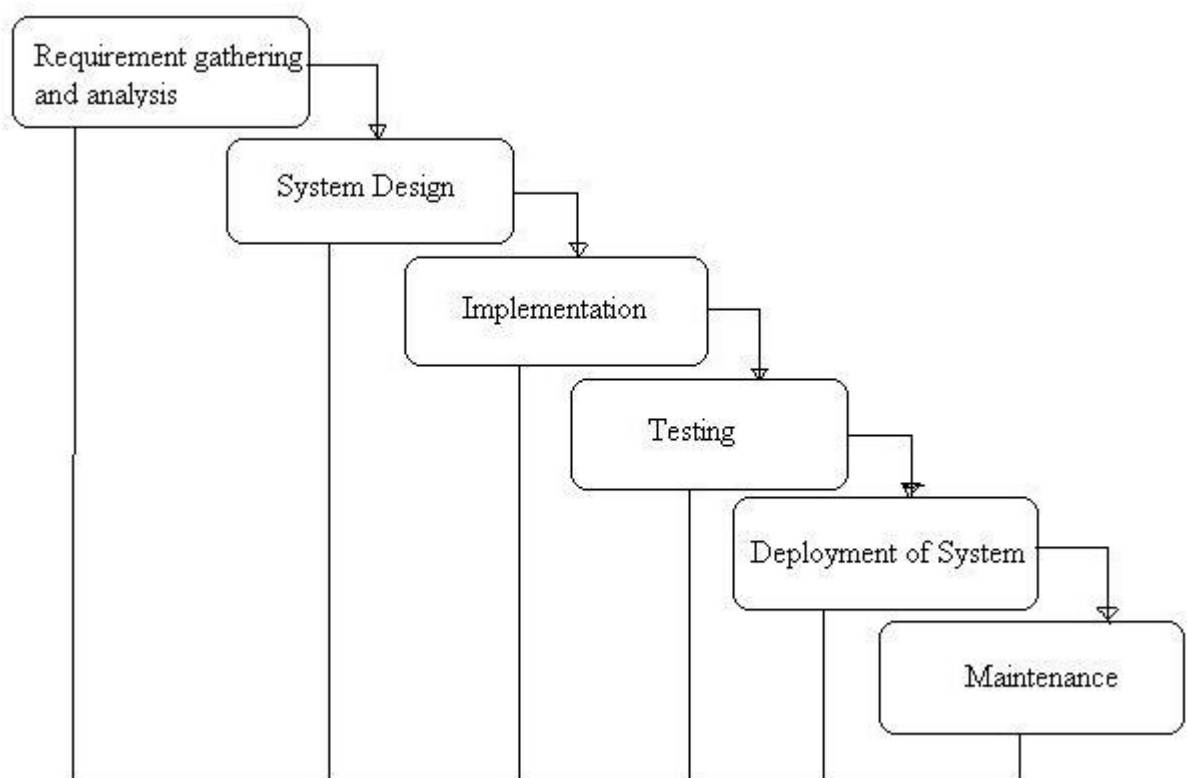 Requirement gathering
and analysis
System Design
Implementation
Testing
Deployment of System
Maintenance